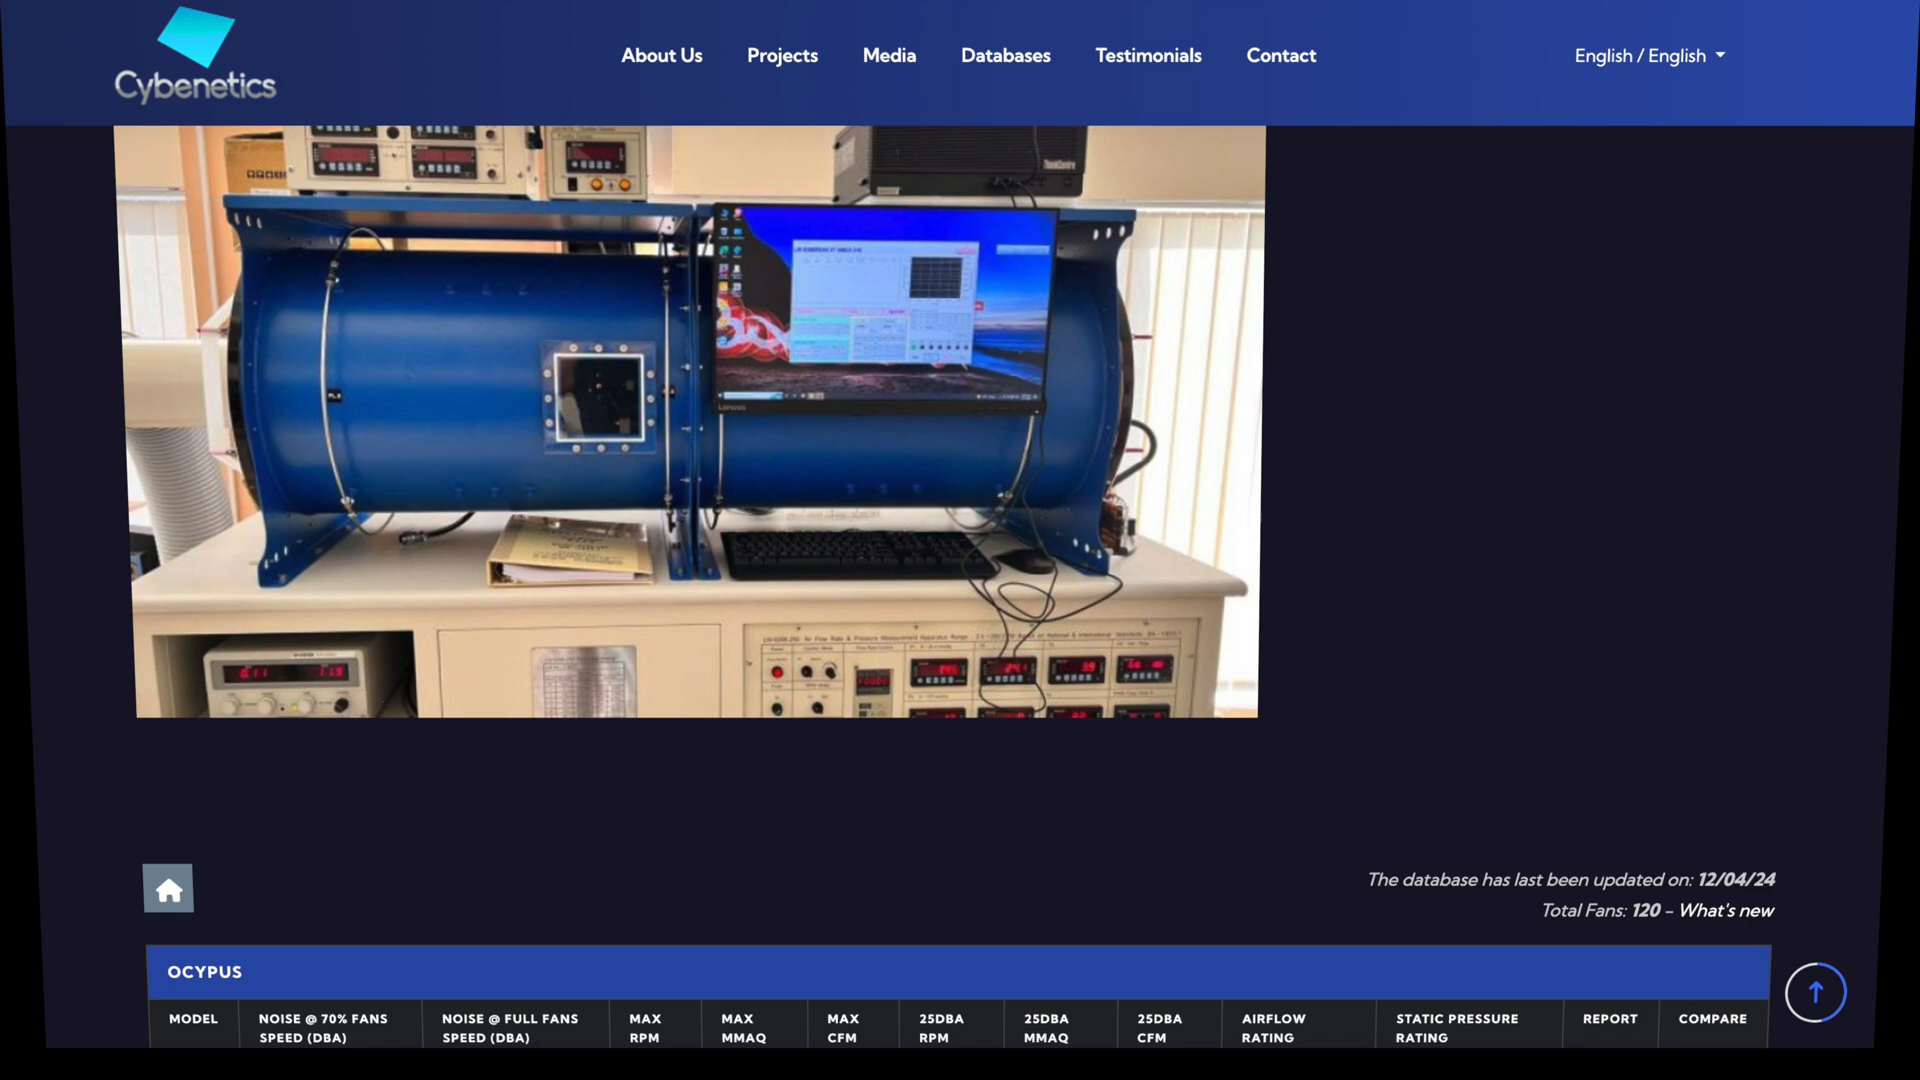 Cybenetics
About Us
Projects
Media
Databases
Testimonials
Contact
English / English
ThinkCentre
Lenovo
The database has last been updated on: 12/04/24
Total Fans: 120 - What's new
OCYPUS
MODEL
NOISE @ 70% FANS
SPEED (DBA)
NOISE @ FULL FANS
SPEED (DBA)
MAX
RPM
MAX
MMAQ
MAX
CFM
25DBA
RPM
25DBA
MMAQ
25DBA
CFM
AIRFLOW
RATING
STATIC PRESSURE
RATING
REPORT
COMPARE